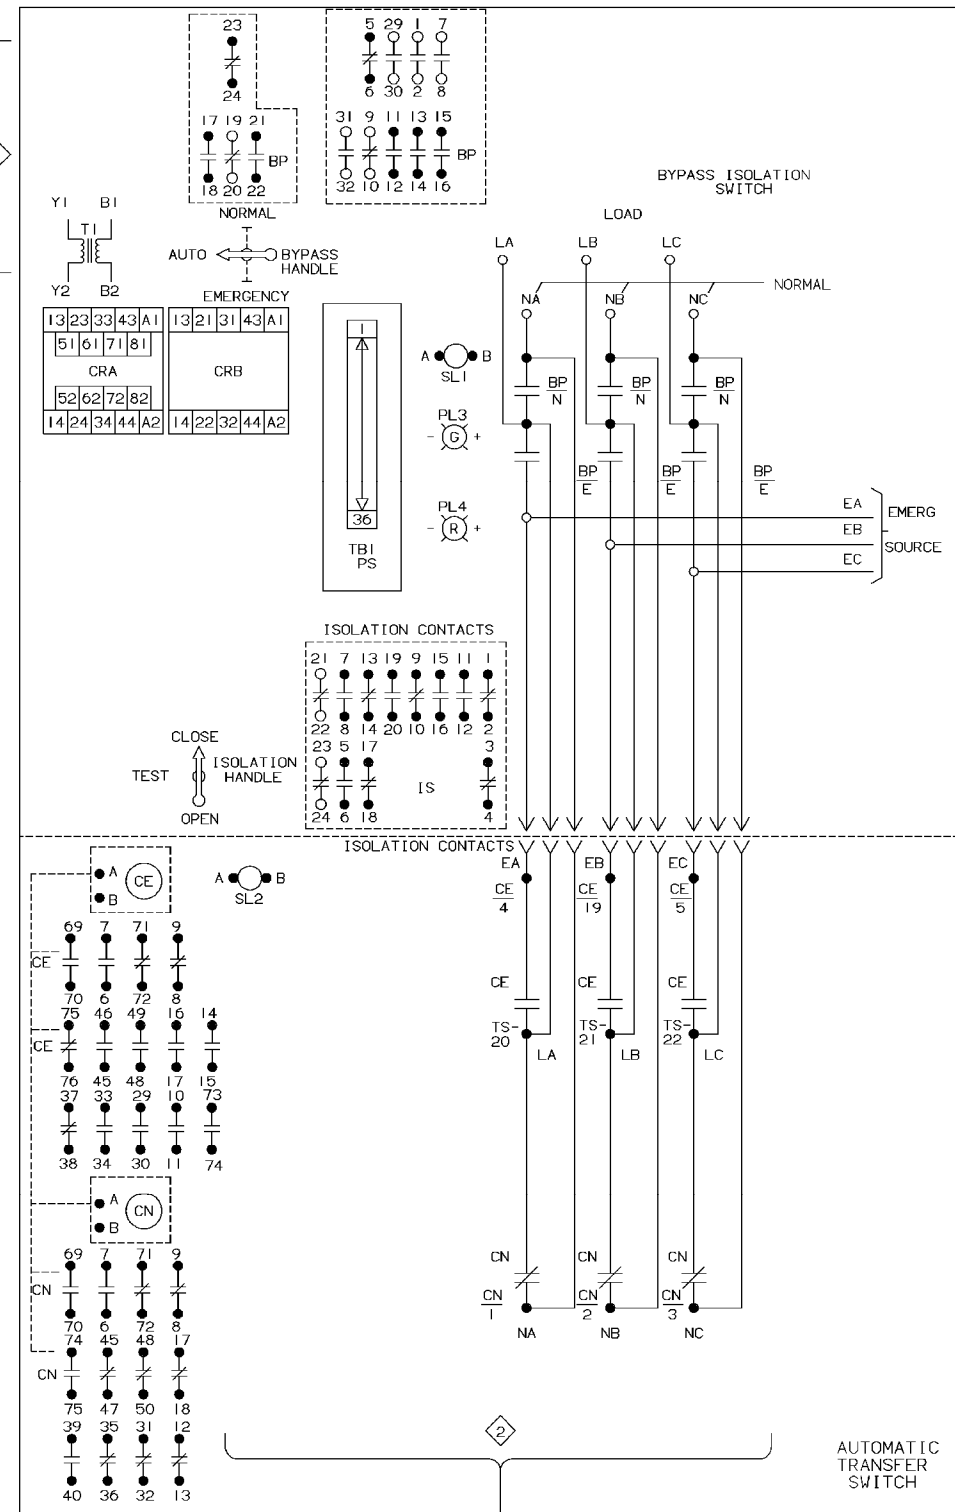 23
24
17 19 21
BP
18 20 22
NORMAL
5 29 1 7
6 30 2 8
31 9 11 13 15
BP
32 10 12 14 16
BYPASS ISOLATION
SWITCH
LOAD
LA LB LC
Y1 B1
T1
Y2 B2
AUTO
BYPASS
HANDLE
EMERGENCY
NA NB NC
NORMAL
13 23 33 43 A1
51 61 71 81
CRA
52 62 72 82
14 24 34 44 A2
13 21 31 43 A1
CRB
14 22 32 44 A2
1
36
TB1
PS
A B
SL1
PL3
- G +
PL4
- R +
BP
N
BP
N
BP
N
BP
E
BP
E
BP
E
EA
EB
EC
EMERG
SOURCE
ISOLATION CONTACTS
21 7 13 19 9 15 11 1
22 8 14 20 10 16 12 2
23 5 17 3
IS
24 6 18 4
CLOSE
TEST
ISOLATION
HANDLE
OPEN
ISOLATION CONTACTS
A
CE
B
A B
SL2
EA EB EC
CE
4
CE
19
CE
5
69 7 71 9
CE
70 6 72 8
75 46 49 16 14
CE
76 45 48 17 15
37 33 29 10 73
38 34 30 11 74
CE CE CE
TS-
20
TS-
21
TS-
22
LA LB LC
A
CN
B
69 7 71 9
CN
70 6 72 8
74 45 48 17
CN
75 47 50 18
39 35 31 12
40 36 32 13
CN CN CN
CN
1
CN
2
CN
3
NA NB NC
2
AUTOMATIC
TRANSFER
SWITCH